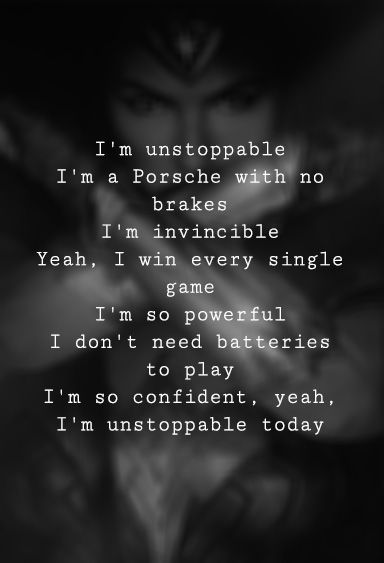 I'm unstoppable
I'm a Porsche with no
brakes
I'm invincible
Yeah, I win every single
game
I'm so powerful
I don't need batteries
to play
I'm so confident, yeah,
I'm unstoppable today